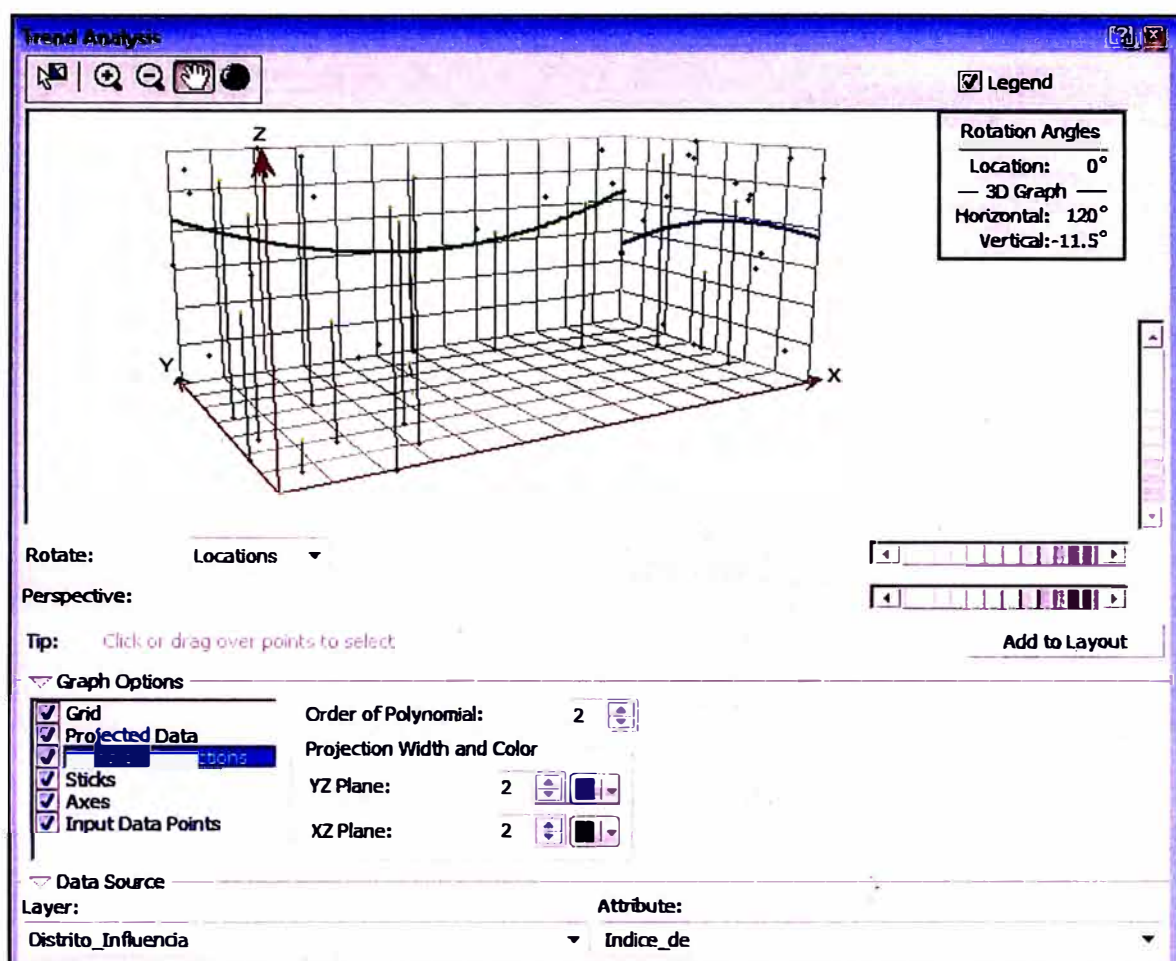 Trend Analysis
Legend
Rotation Angles
Location: 0°
3D Graph
Horizontal: 120°
Vertical:-11.5°
Z
Y
X
Rotate: Locations
Perspective:
Tip: Click or drag over points to select
Add to Layout
Graph Options
Grid
Projected Data
Sticks
Axes
Input Data Points
Order of Polynomial: 2
Projection Width and Color
YZ Plane: 2
XZ Plane: 2
Data Source
Layer: Attribute:
Distrito_Influencia Indice_de